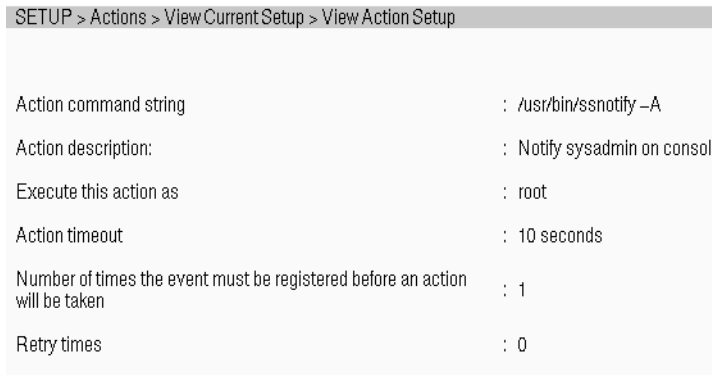 SETUP > Actions > View Current Setup > View Action Setup
Action command string : /usr/bin/ssnotify –A
Action description: : Notify sysadmin on consol
Execute this action as : root
Action timeout : 10 seconds
Number of times the event must be registered before an action
will be taken : 1
Retry times : 0